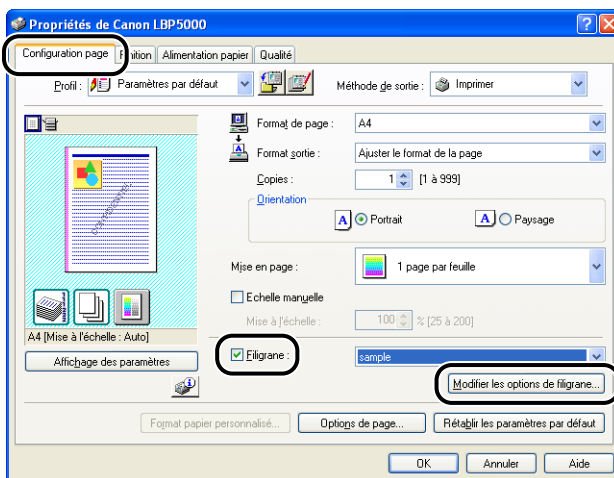 Propriétés de Canon LBP5000
Configuration page Finition Alimentation papier Qualité
Profil : Paramètres par défaut Méthode de sortie : Imprimer
Format de page : A4
Format sortie : Ajuster le format de la page
Copies : 1 [1 à 999]
Orientation
A Portrait A Paysage
Mise en page : 1 page par feuille
Echelle manuelle
Mise à l'échelle : 100 % [25 à 200]
A4 [Mise à l'échelle : Auto]
Filigrane : sample
Affichage des paramètres
Modifier les options de filigrane...
Format papier personnalisé... Options de page... Rétablir les paramètres par défaut
OK Annuler Aide